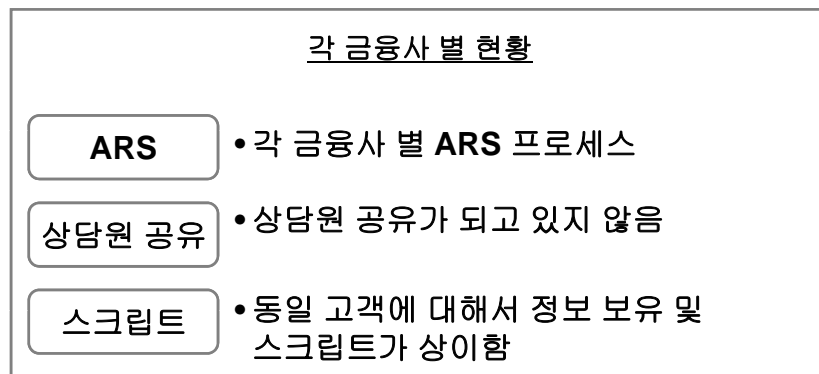 각 금융사 별 현황
ARS
• 각 금융사 별 ARS 프로세스
상담원 공유
• 상담원 공유가 되고 있지 않음
스크립트
• 동일 고객에 대해서 정보 보유 및
스크립트가 상이함